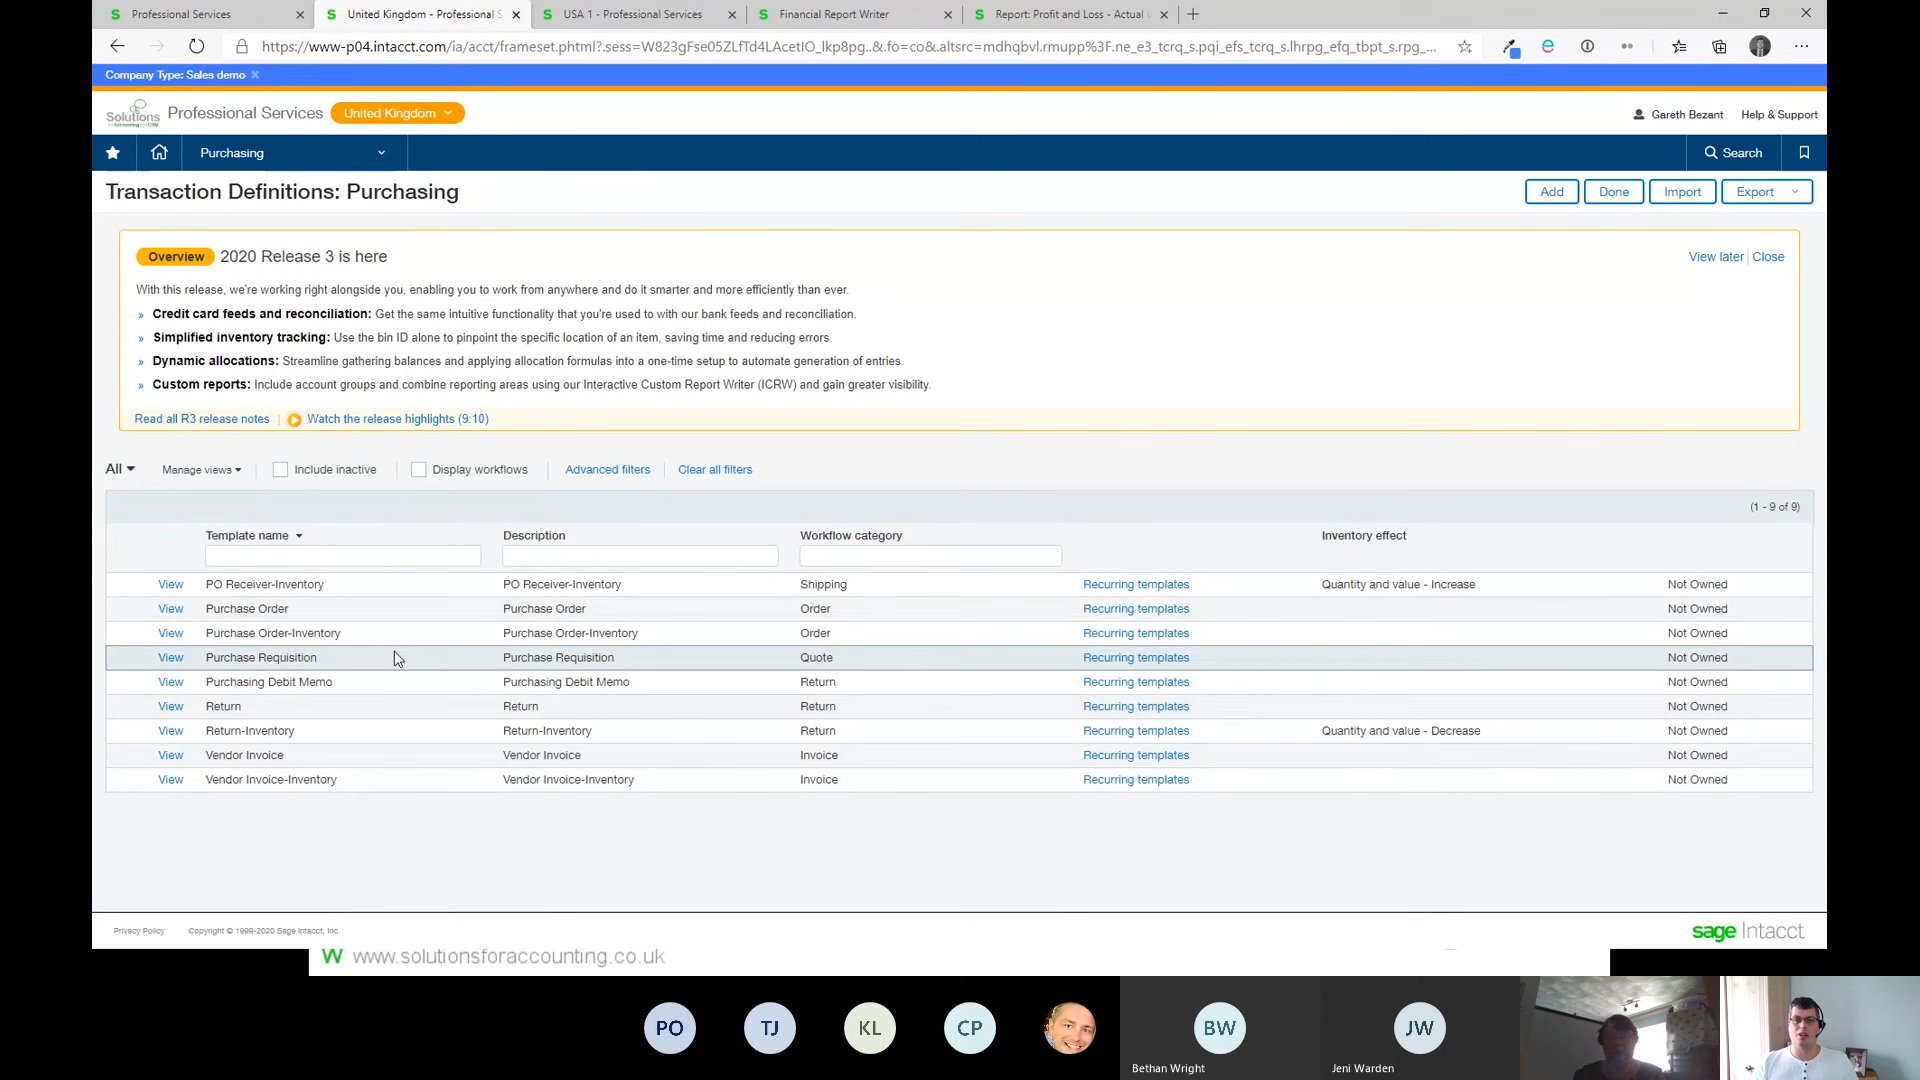 Professional Services
United Kingdom - Professional S
USA 1 - Professional Services
Financial Report Writer
Report: Profit and Loss - Actual
https://www-p04.intacct.com/ia/acct/frameset.phtml?.sess=W823gFse05ZLfTd4LAcetIO_lkp8pg..&.fo=co&.altsrc=mdhqbvl.rmupp%3F.ne_e3_tcrq_s.pqi_efs_tcrq_s.lhrpg_efq_tbpt_s.rpg_...
Company Type: Sales demo
Solutions
Professional Services
United Kingdom
Gareth Bezant
Help & Support
Purchasing
Search
Transaction Definitions: Purchasing
Add
Done
Import
Export
Overview
2020 Release 3 is here
View later
Close
With this release, we're working right alongside you, enabling you to work from anywhere and do it smarter and more efficiently than ever.
» Credit card feeds and reconciliation: Get the same intuitive functionality that you're used to with our bank feeds and reconciliation.
» Simplified inventory tracking: Use the bin ID alone to pinpoint the specific location of an item, saving time and reducing errors.
» Dynamic allocations: Streamline gathering balances and applying allocation formulas into a one-time setup to automate generation of entries.
» Custom reports: Include account groups and combine reporting areas using our Interactive Custom Report Writer (ICRW) and gain greater visibility.
Read all R3 release notes
Watch the release highlights (9:10)
All
Manage views
Include inactive
Display workflows
Advanced filters
Clear all filters
(1 - 9 of 9)
Template name Description Workflow category Inventory effect
View PO Receiver-Inventory PO Receiver-Inventory Shipping Recurring templates Quantity and value - Increase Not Owned
View Purchase Order Purchase Order Order Recurring templates Not Owned
View Purchase Order-Inventory Purchase Order-Inventory Order Recurring templates Not Owned
View Purchase Requisition Purchase Requisition Quote Recurring templates Not Owned
View Purchasing Debit Memo Purchasing Debit Memo Return Recurring templates Not Owned
View Return Return Return Recurring templates Not Owned
View Return-Inventory Return-Inventory Return Recurring templates Quantity and value - Decrease Not Owned
View Vendor Invoice Vendor Invoice Invoice Recurring templates Not Owned
View Vendor Invoice-Inventory Vendor Invoice-Inventory Invoice Recurring templates Not Owned
Privacy Policy
Copyright © 1999-2020 Sage Intacct, Inc.
sage Intacct
W www.solutionsforaccounting.co.uk
PO
TJ
KL
CP
BW
JW
Bethan Wright
Jeni Warden